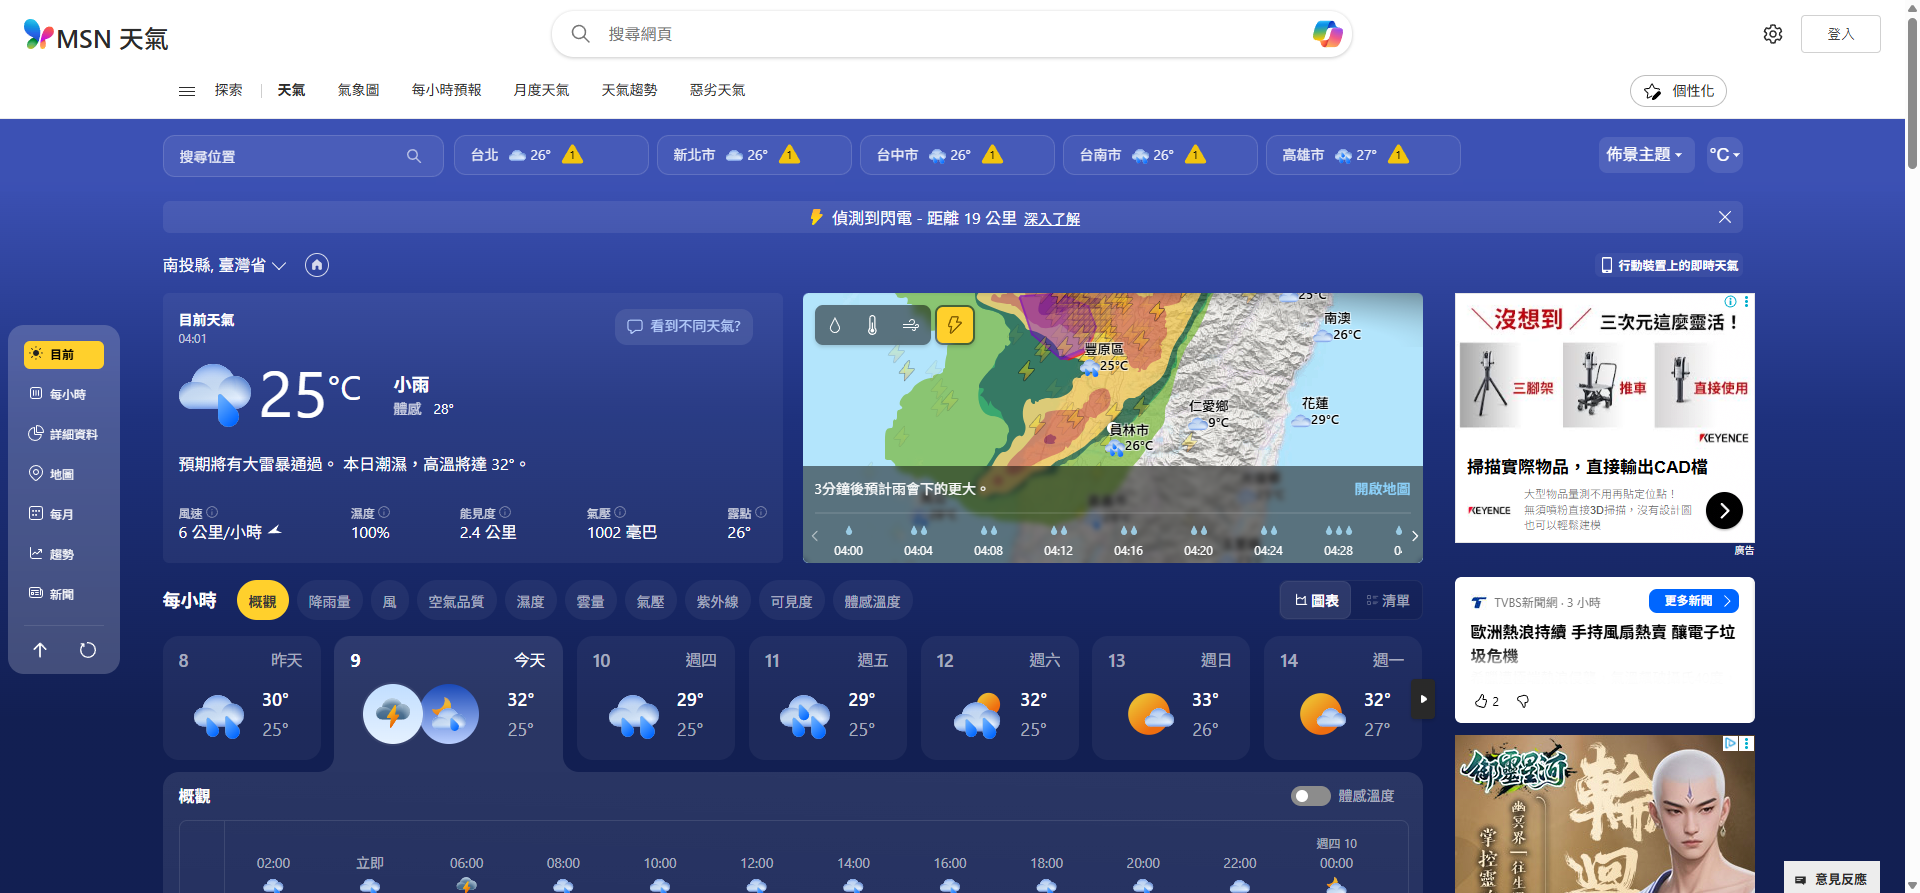 MSN 天氣
搜尋網頁
登入
探索
天氣
氣象圖
每小時預報
月度天氣
天氣趨勢
惡劣天氣
個性化
搜尋位置
台北 26° 1
新北市 26° 1
台中市 26° 1
台南市 26° 1
高雄市 27° 1
佈景主題
°C
偵測到閃電 - 距離 19 公里 深入了解
南投縣, 臺灣省
行動裝置上的即時天氣
目前
每小時
詳細資料
地圖
每月
趨勢
新聞
目前天氣
04:01
看到不同天氣?
25°C
小雨
體感 28°
預期將有大雷暴通過。 本日潮濕，高溫將達 32°。
風速
6 公里/小時
濕度
100%
能見度
2.4 公里
氣壓
1002 毫巴
露點
26°
25°C
南澳
26°C
豐原區
25°C
仁愛鄉
9°C
花蓮
29°C
員林市
26°C
3分鐘後預計雨會下的更大。
開啟地圖
04:00 04:04 04:08 04:12 04:16 04:20 04:24 04:28
沒想到 三次元這麼靈活！
三腳架 推車 直接使用
KEYENCE
掃描實際物品，直接輸出CAD檔
KEYENCE
大型物品量測不用再貼定位點！
無須噴粉直接3D掃描，沒有設計圖
也可以輕鬆建模
廣告
每小時
概觀
降雨量
風
空氣品質
濕度
雲量
氣壓
紫外線
可見度
體感溫度
圖表
清單
8 昨天
30°
25°
9 今天
32°
25°
10 週四
29°
25°
11 週五
29°
25°
12 週六
32°
25°
13 週日
33°
26°
14 週一
32°
27°
TVBS新聞網 · 3 小時
更多新聞
歐洲熱浪持續 手持風扇熱賣 釀電子垃
圾危機
2
概觀
體感溫度
週四 10
02:00 立即 06:00 08:00 10:00 12:00 14:00 16:00 18:00 20:00 22:00 00:00
御靈星河
輪迴
幽冥界一往生
掌控靈
意見反應